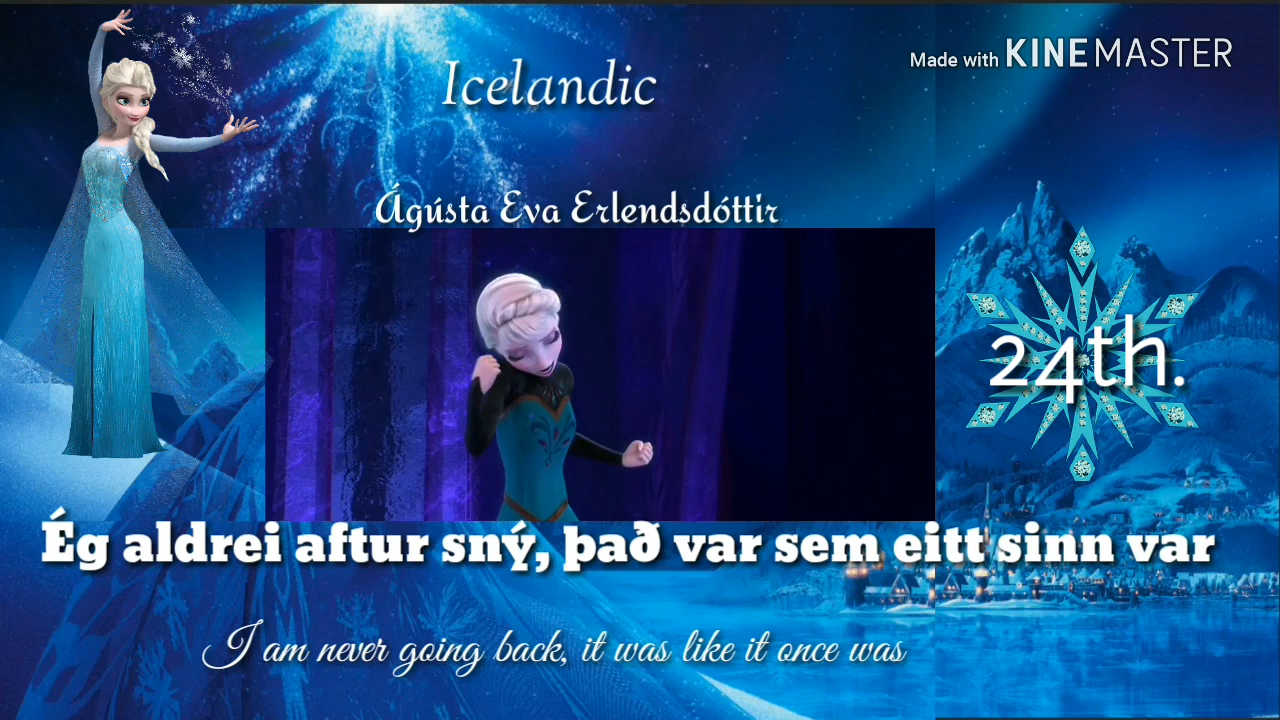 Made with KINEMASTER
Icelandic
Ágústa Eva Erlendsdóttir
24th.
Ég aldrei aftur sný, það var sem eitt sinn var
I am never going back, it was like it once was